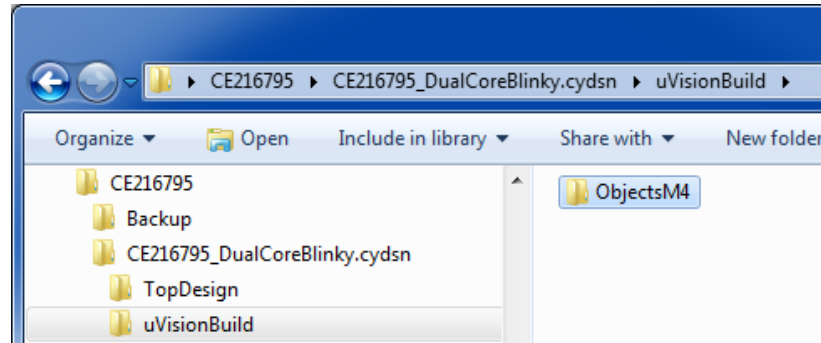 CE216795 CE216795_DualCoreBlinky.cydsn uVisionBuild
Organize Open Include in library Share with New folder
CE216795
Backup
CE216795_DualCoreBlinky.cydsn
TopDesign
uVisionBuild
ObjectsM4